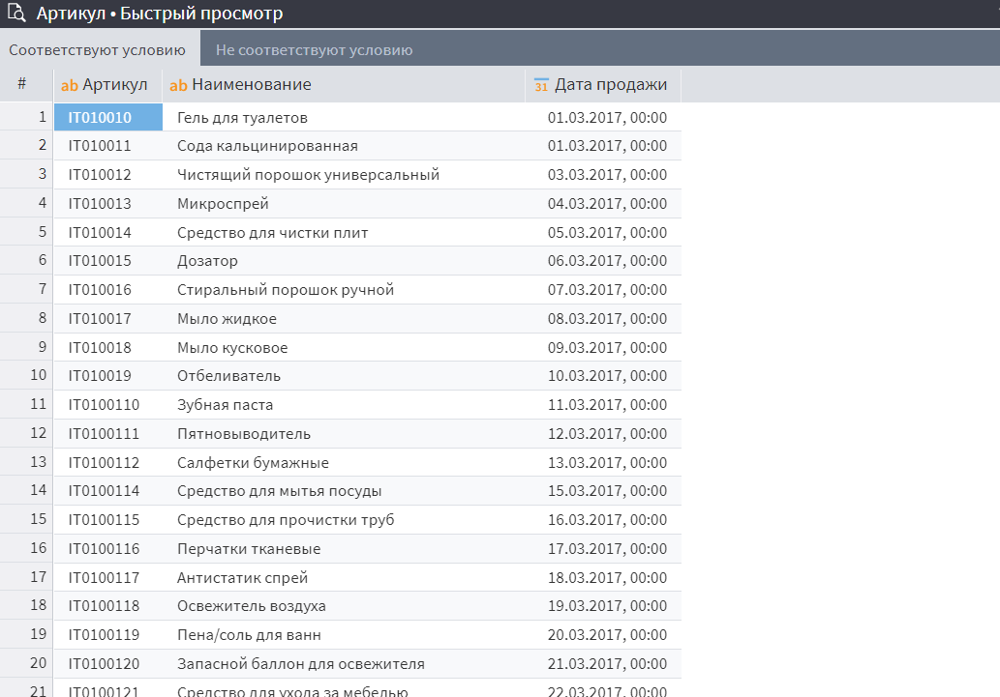 Артикул • Быстрый просмотр
Соответствуют условию Не соответствуют условию
# ab Артикул ab Наименование 31 Дата продажи
1 IT010010 Гель для туалетов 01.03.2017, 00:00
2 IT010011 Сода кальцинированная 01.03.2017, 00:00
3 IT010012 Чистящий порошок универсальный 03.03.2017, 00:00
4 IT010013 Микроспрей 04.03.2017, 00:00
5 IT010014 Средство для чистки плит 05.03.2017, 00:00
6 IT010015 Дозатор 06.03.2017, 00:00
7 IT010016 Стиральный порошок ручной 07.03.2017, 00:00
8 IT010017 Мыло жидкое 08.03.2017, 00:00
9 IT010018 Мыло кусковое 09.03.2017, 00:00
10 IT010019 Отбеливатель 10.03.2017, 00:00
11 IT0100110 Зубная паста 11.03.2017, 00:00
12 IT0100111 Пятновыводитель 12.03.2017, 00:00
13 IT0100112 Салфетки бумажные 13.03.2017, 00:00
14 IT0100114 Средство для мытья посуды 15.03.2017, 00:00
15 IT0100115 Средство для прочистки труб 16.03.2017, 00:00
16 IT0100116 Перчатки тканевые 17.03.2017, 00:00
17 IT0100117 Антистатик спрей 18.03.2017, 00:00
18 IT0100118 Освежитель воздуха 19.03.2017, 00:00
19 IT0100119 Пена/соль для ванн 20.03.2017, 00:00
20 IT0100120 Запасной баллон для освежителя 21.03.2017, 00:00
21 IT0100121 Средство для ухода за мебелью 22.03.2017, 00:00